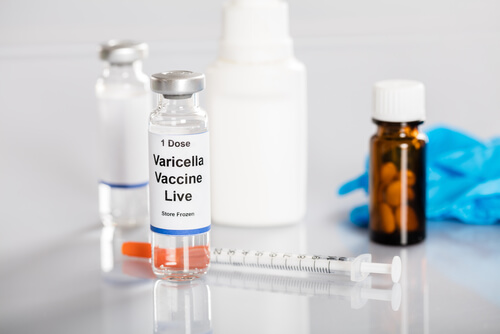 1 Dose
Varicella
Vaccine
Live
Store Frozen